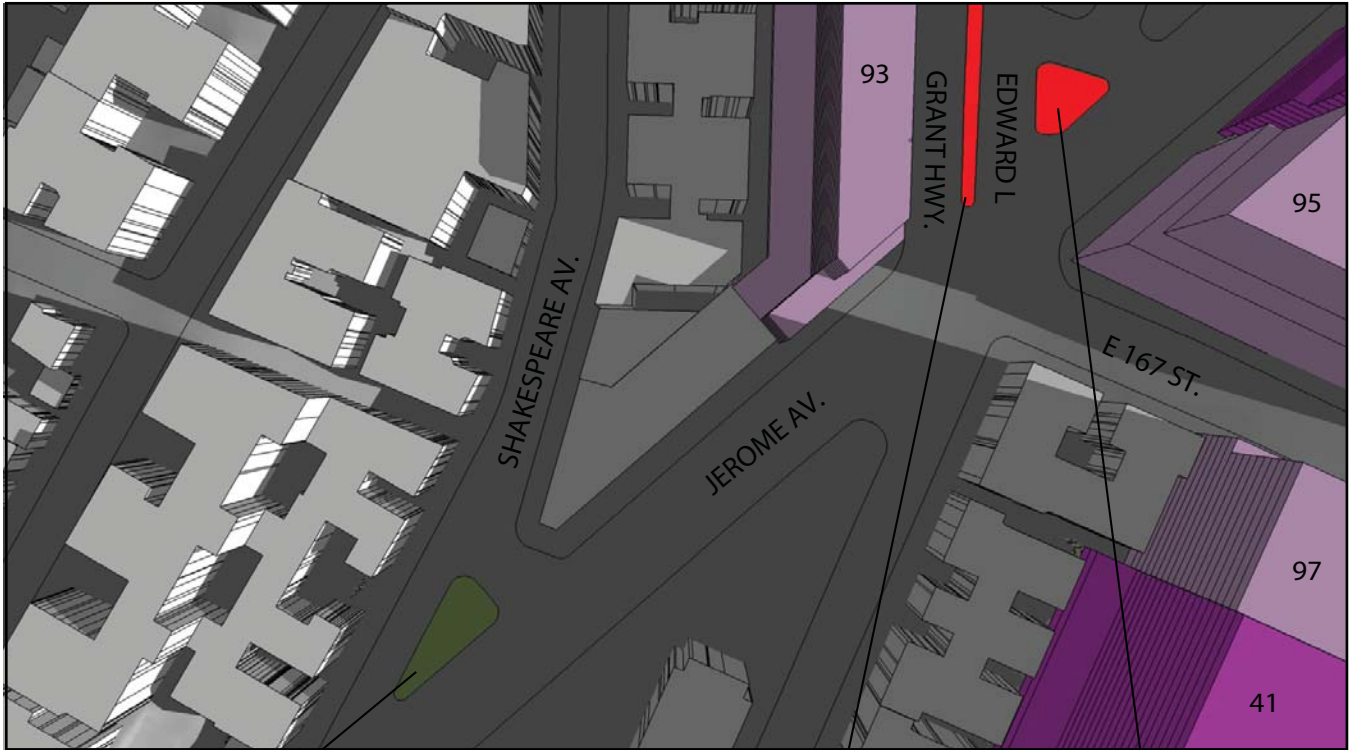 93
GRANT HWY.
EDWARD L
95
SHAKESPEARE AV.
E 167 ST.
JEROME AV.
97
41